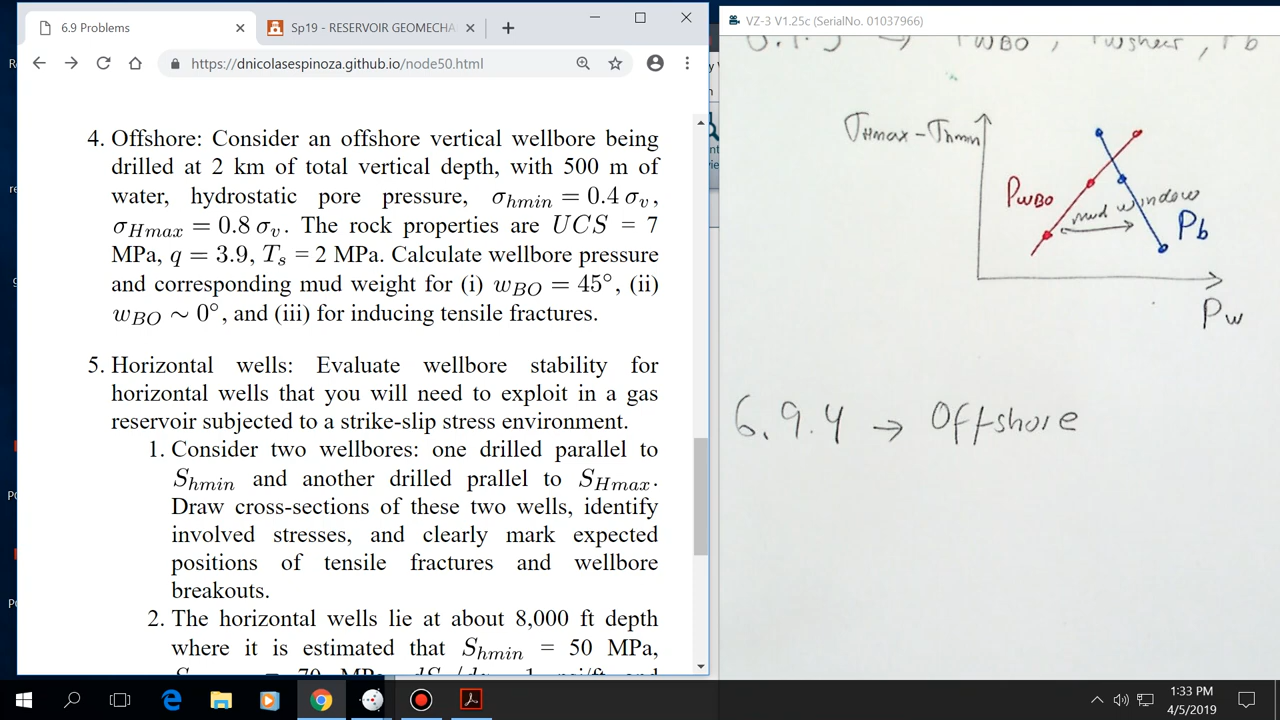 6.9 Problems
Sp19 - RESERVOIR GEOMECHA
https://dnicolasespinoza.github.io/node50.html
4. Offshore: Consider an offshore vertical wellbore being
drilled at 2 km of total vertical depth, with 500 m of
water, hydrostatic pore pressure, σhmin = 0.4 σv,
σHmax = 0.8 σv. The rock properties are UCS = 7
MPa, q = 3.9, Ts = 2 MPa. Calculate wellbore pressure
and corresponding mud weight for (i) wBO = 45°, (ii)
wBO ∼ 0°, and (iii) for inducing tensile fractures.
5. Horizontal wells: Evaluate wellbore stability for
horizontal wells that you will need to exploit in a gas
reservoir subjected to a strike-slip stress environment.
1. Consider two wellbores: one drilled parallel to
Shmin and another drilled prallel to SHmax.
Draw cross-sections of these two wells, identify
involved stresses, and clearly mark expected
positions of tensile fractures and wellbore
breakouts.
2. The horizontal wells lie at about 8,000 ft depth
where it is estimated that Shmin = 50 MPa,
VZ-3 V1.25c (SerialNo. 01037966)
→ PWBO, Pwshear, Pb
σHmax - σhmin
PWBO
mud window
Pb
Pw
6.9.4 → Offshore
1:33 PM
4/5/2019